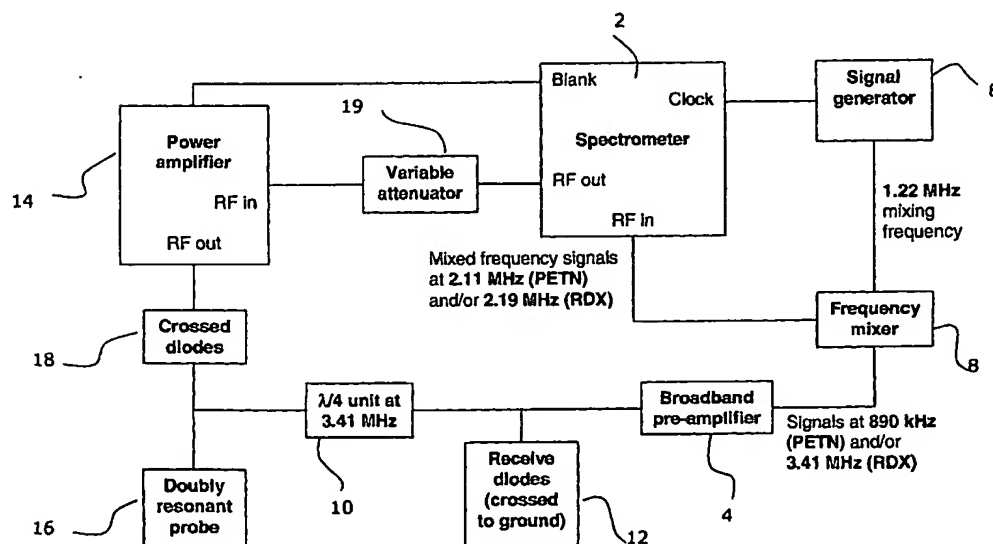 2
Blank
Clock
Spectrometer
RF out
RF in
Signal
generator
19
Power
amplifier
RF in
RF out
14
Variable
attenuator
1.22 MHz
mixing
frequency
Mixed frequency signals
at 2.11 MHz (PETN)
and/or 2.19 MHz (RDX)
Frequency
mixer
8
Crossed
diodes
18
λ/4 unit at
3.41 MHz
10
Broadband
pre-amplifier
4
Signals at 890 kHz
(PETN) and/or
3.41 MHz (RDX)
Doubly
resonant
probe
16
Receive
diodes
(crossed
to ground)
12